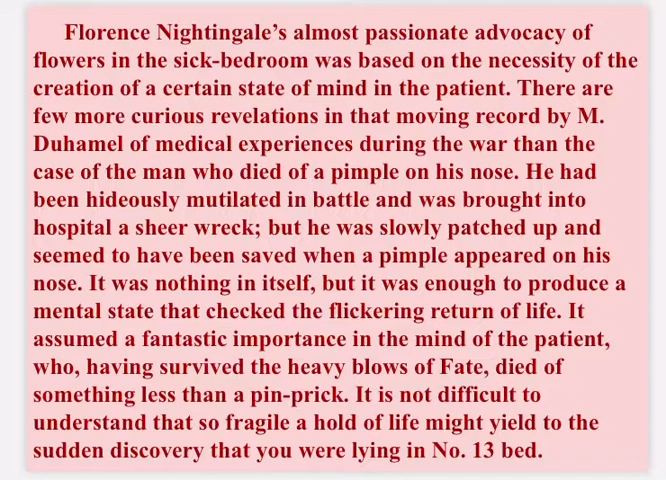 Florence Nightingale’s almost passionate advocacy of
flowers in the sick-bedroom was based on the necessity of the
creation of a certain state of mind in the patient. There are
few more curious revelations in that moving record by M.
Duhamel of medical experiences during the war than the
case of the man who died of a pimple on his nose. He had
been hideously mutilated in battle and was brought into
hospital a sheer wreck; but he was slowly patched up and
seemed to have been saved when a pimple appeared on his
nose. It was nothing in itself, but it was enough to produce a
mental state that checked the flickering return of life. It
assumed a fantastic importance in the mind of the patient,
who, having survived the heavy blows of Fate, died of
something less than a pin-prick. It is not difficult to
understand that so fragile a hold of life might yield to the
sudden discovery that you were lying in No. 13 bed.